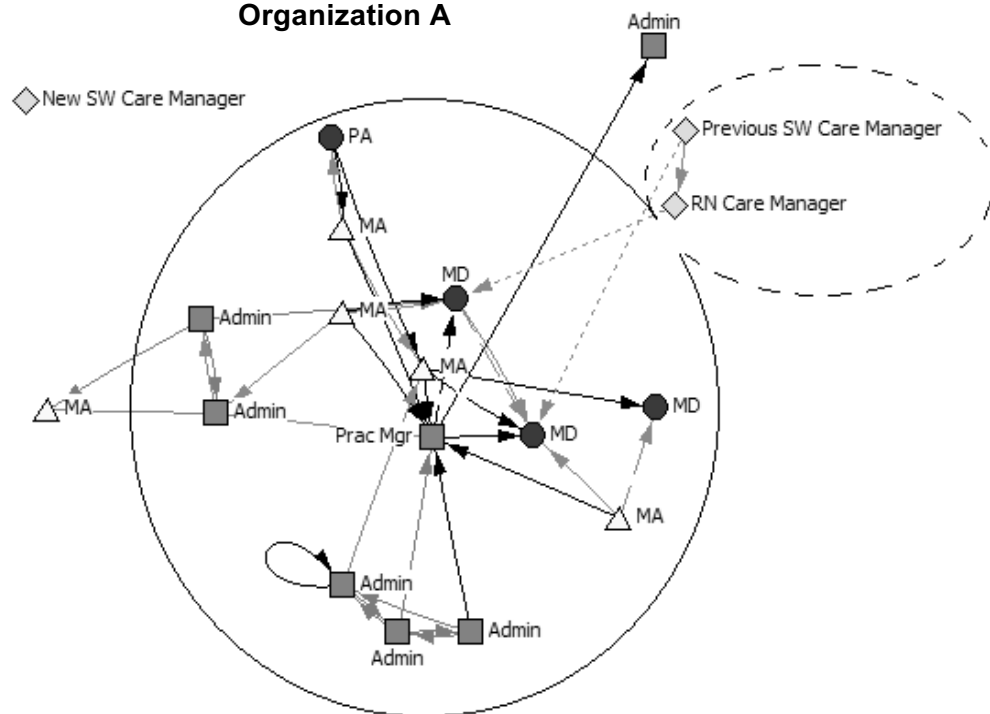 Organization A
Admin
New SW Care Manager
Previous SW Care Manager
PA
RN Care Manager
MA
MD
MA
Admin
MA
MA
Admin
MD
Prac Mgr
MD
MA
Admin
Admin
Admin